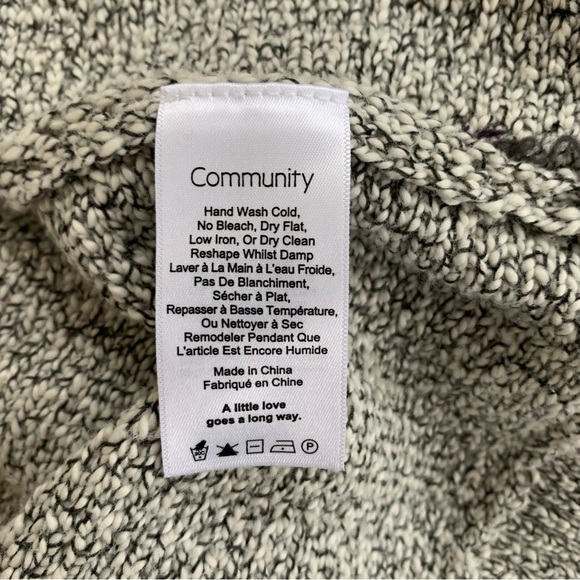 Community
Hand Wash Cold,
No Bleach, Dry Flat,
Low Iron, Or Dry Clean
Reshape Whilst Damp
Laver à La Main à L'eau Froide,
Pas De Blanchiment,
Sécher à Plat,
Repasser à Basse Température,
Ou Nettoyer à Sec
Remodeler Pendant Que
L'article Est Encore Humide
Made in China
Fabriqué en Chine
A little love
goes a long way.
P